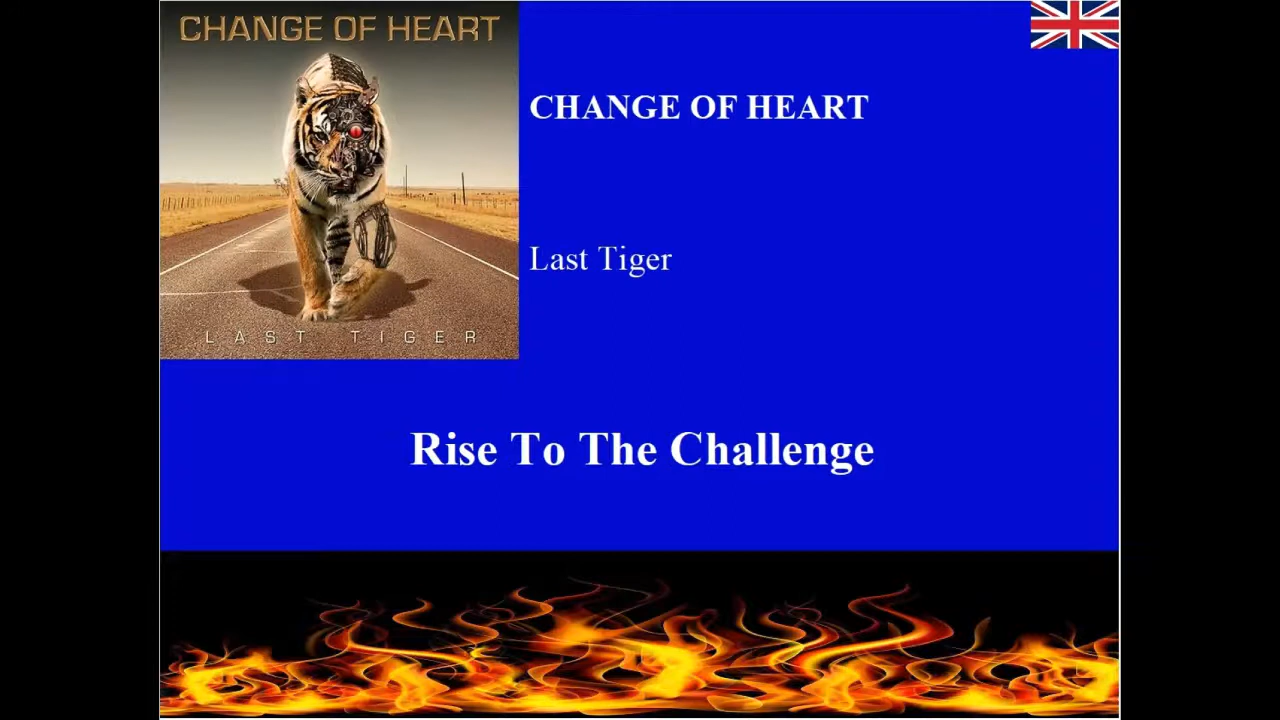 CHANGE OF HEART
LAST TIGER
CHANGE OF HEART
Last Tiger
Rise To The Challenge